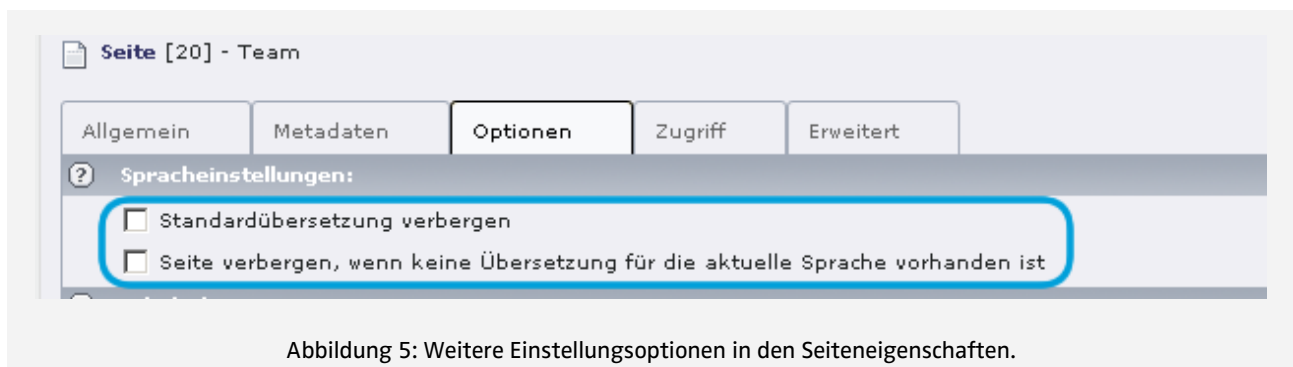 Seite [20] - Team
Allgemein Metadaten Optionen Zugriff Erweitert
? Spracheinstellungen:
Standardübersetzung verbergen
Seite verbergen, wenn keine Übersetzung für die aktuelle Sprache vorhanden ist
Abbildung 5: Weitere Einstellungsoptionen in den Seiteneigenschaften.